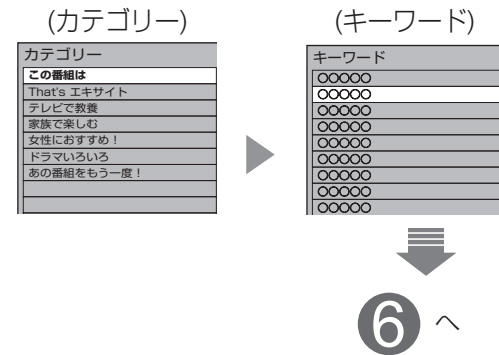 (カテゴリー)
カテゴリー
この番組は
That's エキサイト
テレビで教養
家族で楽しむ
女性におすすめ！
ドラマいろいろ
あの番組をもう一度！
(キーワード)
キーワード
○○○○○
○○○○○
○○○○○
○○○○○
○○○○○
○○○○○
○○○○○
○○○○○
○○○○○
6 へ